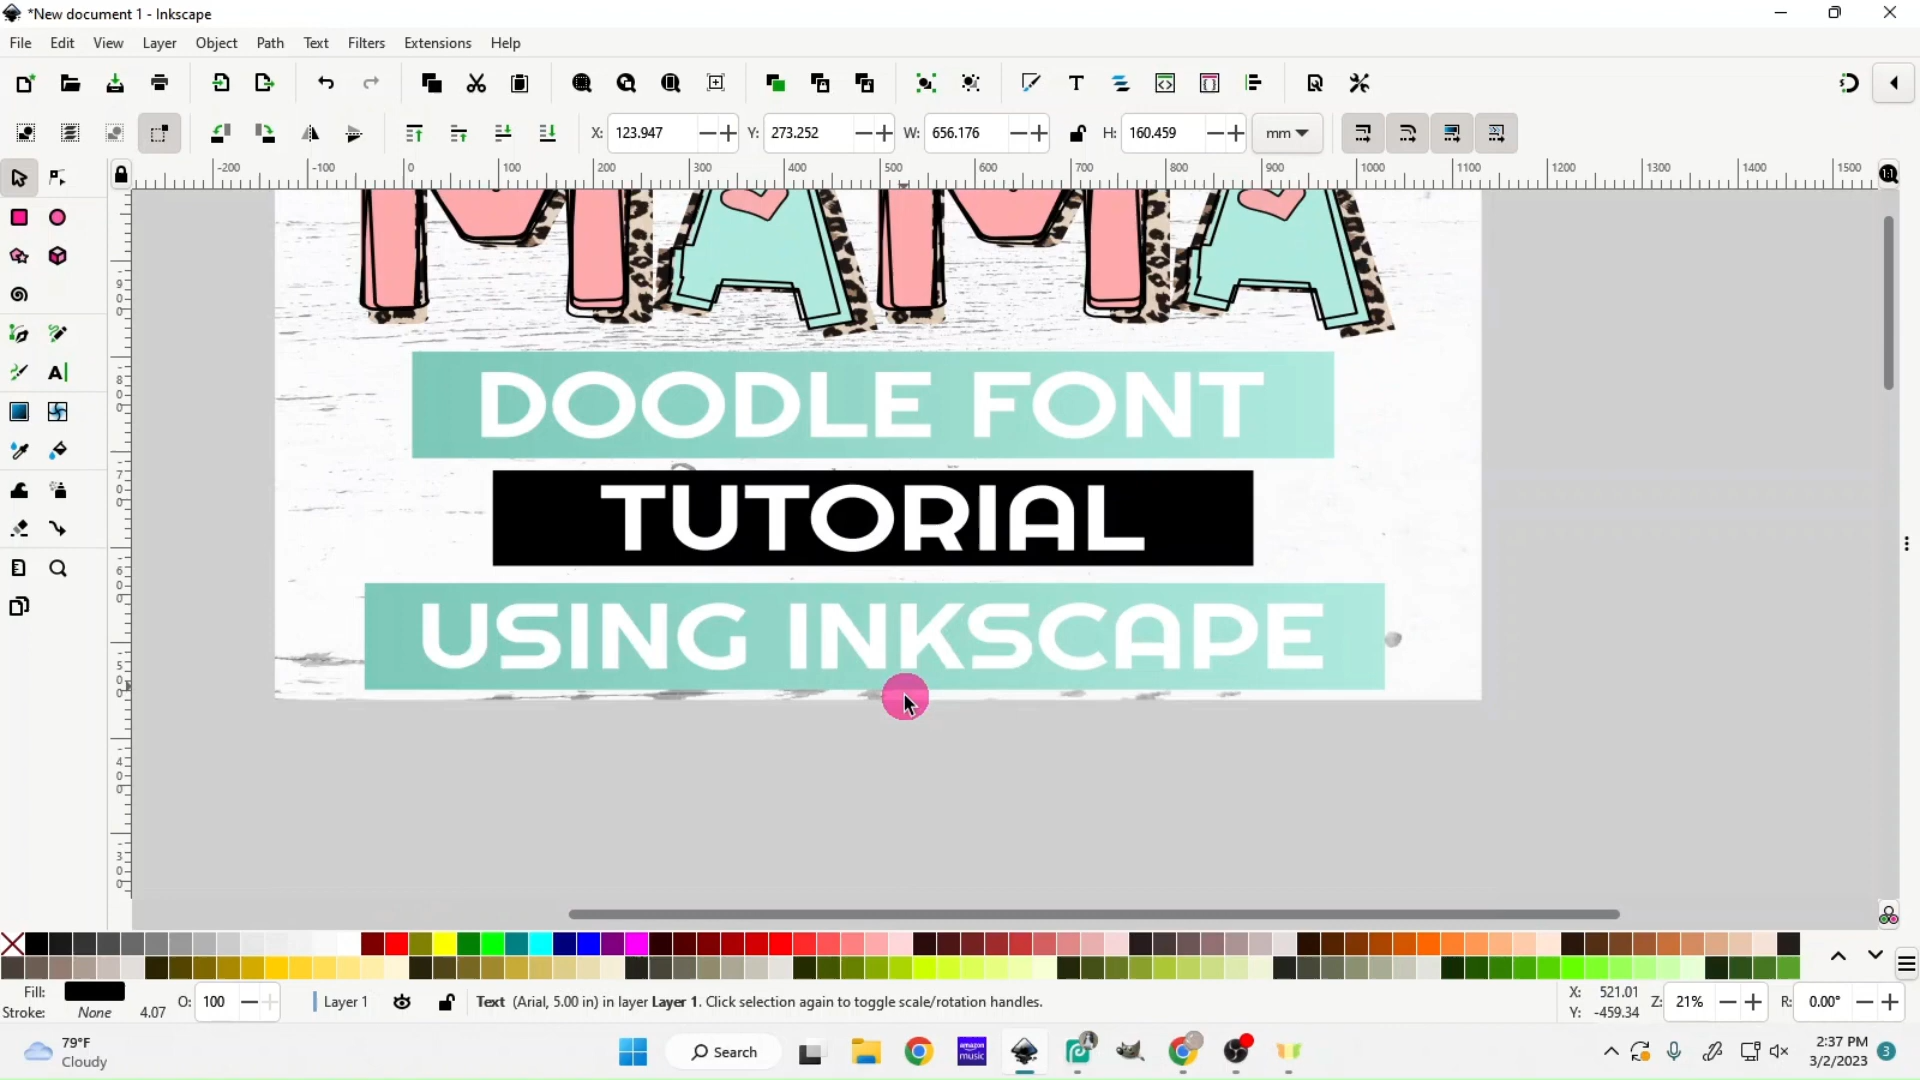 *New document 1 - Inkscape
File Edit View Layer Object Path Text Filters Extensions Help
X: 123.947 Y: 273.252 W: 656.176 H: 160.459 mm
-200 -100 0 100 200 300 400 500 600 700 800 900 1000 1100 1200 1300 1400 1500
MAMA
DOODLE FONT
TUTORIAL
USING INKSCAPE
Fill: O: 100 Layer 1 Text (Arial, 5.00 in) in layer Layer 1. Click selection again to toggle scale/rotation handles. X: 521.01 Z: 21% R: 0.00°
Stroke: None 4.07 Y: -459.34
79°F
Cloudy
Search
amazon
music
2:37 PM
3/2/2023
3